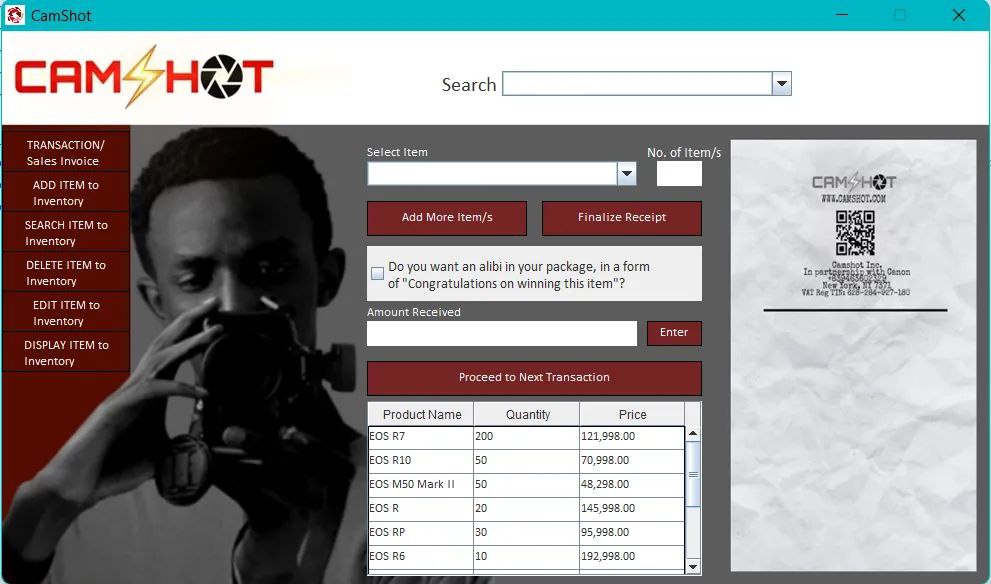 CamShot
CAMSHOT
Search
TRANSACTION/
Sales Invoice
ADD ITEM to
Inventory
SEARCH ITEM to
Inventory
DELETE ITEM to
Inventory
EDIT ITEM to
Inventory
DISPLAY ITEM to
Inventory
Select Item
No. of Item/s
Add More Item/s
Finalize Receipt
Do you want an alibi in your package, in a form
of "Congratulations on winning this item"?
Amount Received
Enter
Proceed to Next Transaction
Product Name Quantity Price
EOS R7 200 121,998.00
EOS R10 50 70,998.00
EOS M50 Mark II 50 48,298.00
EOS R 20 145,998.00
EOS RP 30 95,998.00
EOS R6 10 192,998.00
CAMSHOT
WWW.CAMSHOT.COM
Camshot Inc.
In partnership with Canon
New York, NY 7371
VAT Reg TIN: 828-284-927-180